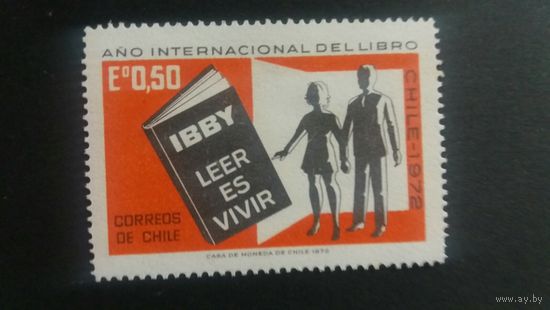 AÑO INTERNACIONAL DEL LIBRO
Eº0,50
IBBY
LEER
ES
VIVIR
CHILE-1972
CORREOS
DE CHILE
CASA DE MONEDA DE CHILE-1972
www.ay.by